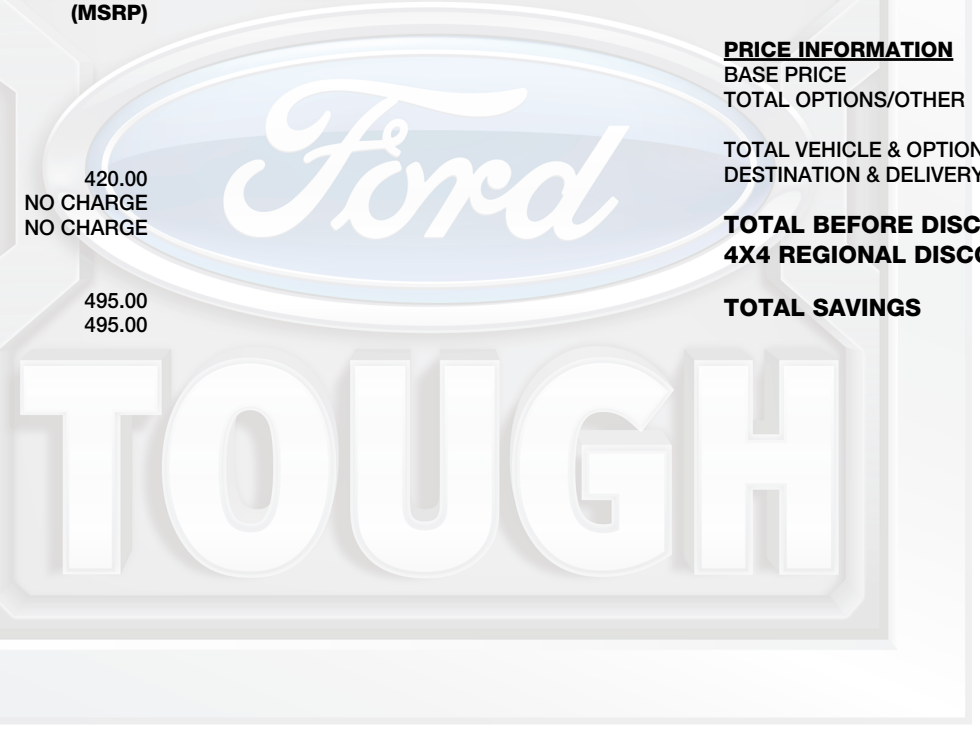 (MSRP)
420.00
NO CHARGE
NO CHARGE
495.00
495.00
PRICE INFORMATION
BASE PRICE
TOTAL OPTIONS/OTHER
TOTAL VEHICLE & OPTION
DESTINATION & DELIVERY
TOTAL BEFORE DISC
4X4 REGIONAL DISCO
TOTAL SAVINGS
Ford
TOUGH